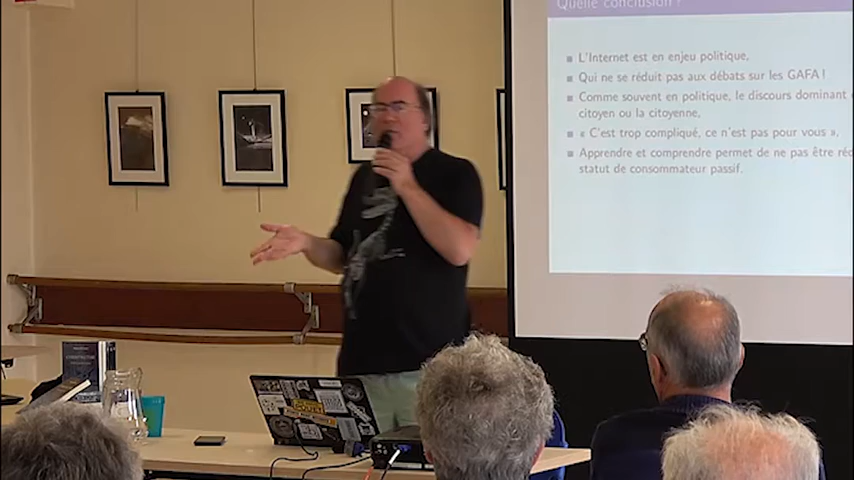 Quelle conclusion ?
L'Internet est en enjeu politique,
Qui ne se réduit pas aux débats sur les GAFA !
Comme souvent en politique, le discours dominant
citoyen ou la citoyenne,
« C'est trop compliqué, ce n'est pas pour vous »,
Apprendre et comprendre permet de ne pas être réd
statut de consommateur passif.